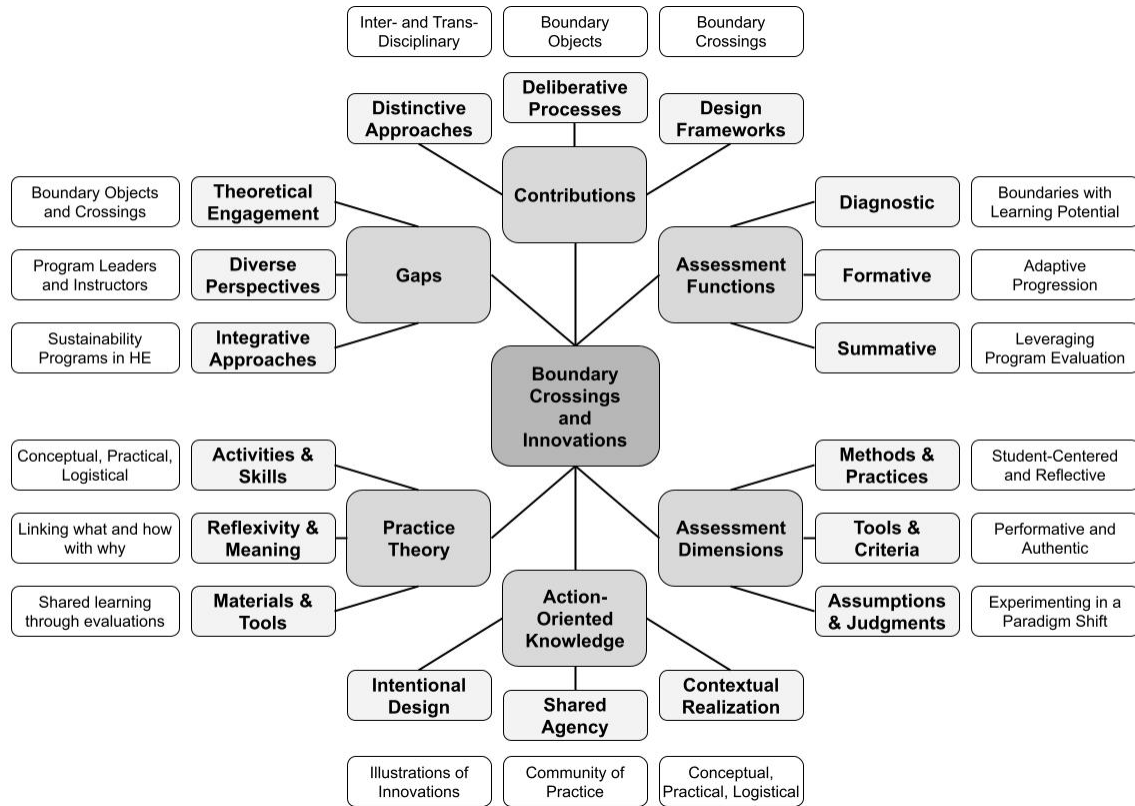 Inter- and Trans-
Disciplinary
Boundary
Objects
Boundary
Crossings
Distinctive
Approaches
Deliberative
Processes
Design
Frameworks
Contributions
Boundary Objects
and Crossings
Theoretical
Engagement
Program Leaders
and Instructors
Diverse
Perspectives
Sustainability
Programs in HE
Integrative
Approaches
Gaps
Assessment
Functions
Diagnostic
Boundaries with
Learning Potential
Formative
Adaptive
Progression
Summative
Leveraging
Program Evaluation
Boundary
Crossings
and
Innovations
Conceptual, Practical,
Logistical
Activities &
Skills
Linking what and how
with why
Reflexivity &
Meaning
Shared learning
through evaluations
Materials &
Tools
Practice
Theory
Assessment
Dimensions
Methods &
Practices
Student-Centered
and Reflective
Tools &
Criteria
Performative and
Authentic
Assumptions
& Judgments
Experimenting in a
Paradigm Shift
Action-
Oriented
Knowledge
Intentional
Design
Shared
Agency
Contextual
Realization
Illustrations of
Innovations
Community of
Practice
Conceptual,
Practical, Logistical